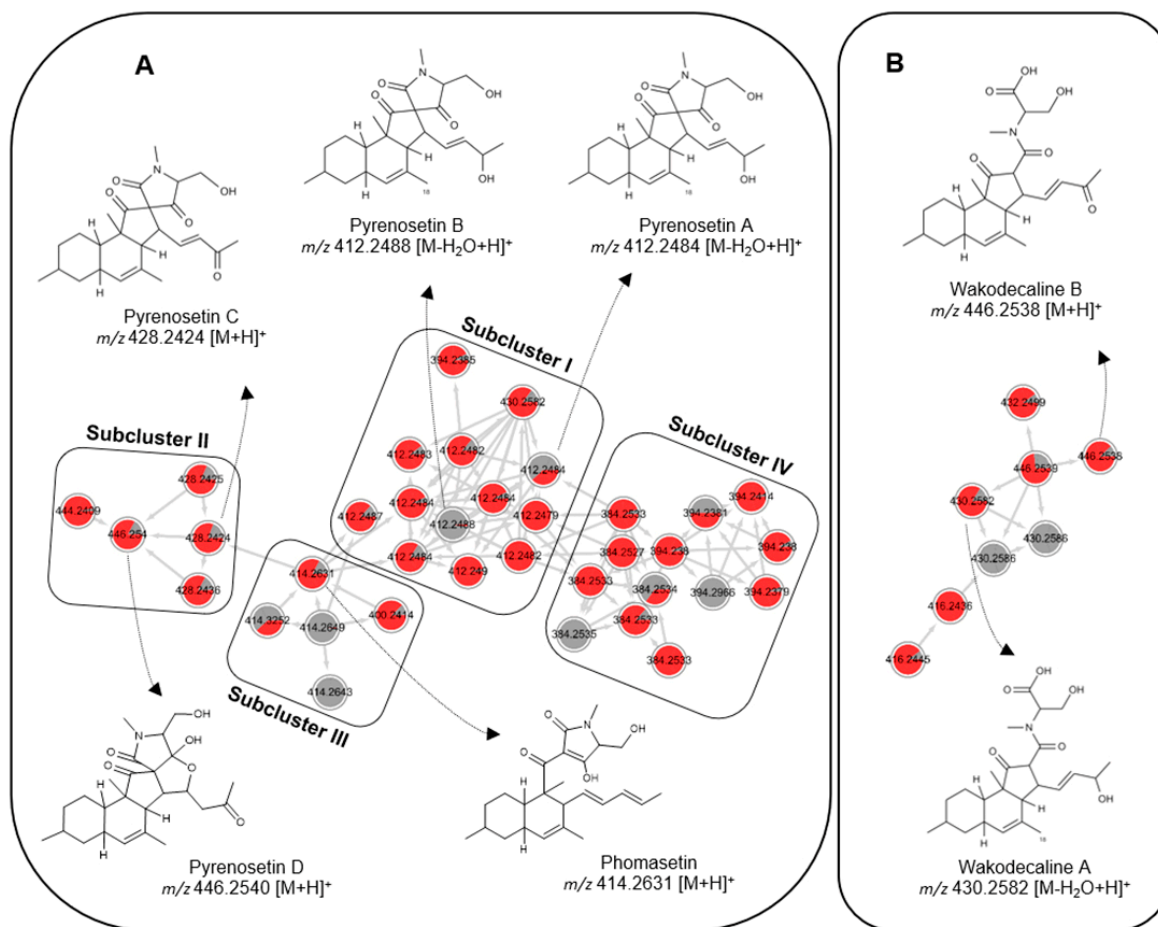 A
Pyrenosetin B
m/z 412.2488 [M-H₂O+H]⁺
Pyrenosetin A
m/z 412.2484 [M-H₂O+H]⁺
Pyrenosetin C
m/z 428.2424 [M+H]⁺
Subcluster I
394.2385
430.2582
412.2483
412.2482
412.2484
412.2484
412.2484
412.2479
412.2487
412.2488
412.2484
412.249
412.2482
Subcluster II
428.2425
444.2409
446.254
428.2424
428.2436
Subcluster III
414.2631
414.3252
414.2649
400.2414
414.2643
Subcluster IV
384.2533
394.2381
394.2414
384.2527
394.238
394.238
384.2533
384.2534
394.2966
394.2379
384.2535
384.2533
384.2533
Pyrenosetin D
m/z 446.2540 [M+H]⁺
Phomasetin
m/z 414.2631 [M+H]⁺
B
Wakodecaline B
m/z 446.2538 [M+H]⁺
432.2499
446.2539
446.2538
430.2582
430.2586
430.2586
416.2436
416.2445
Wakodecaline A
m/z 430.2582 [M-H₂O+H]⁺